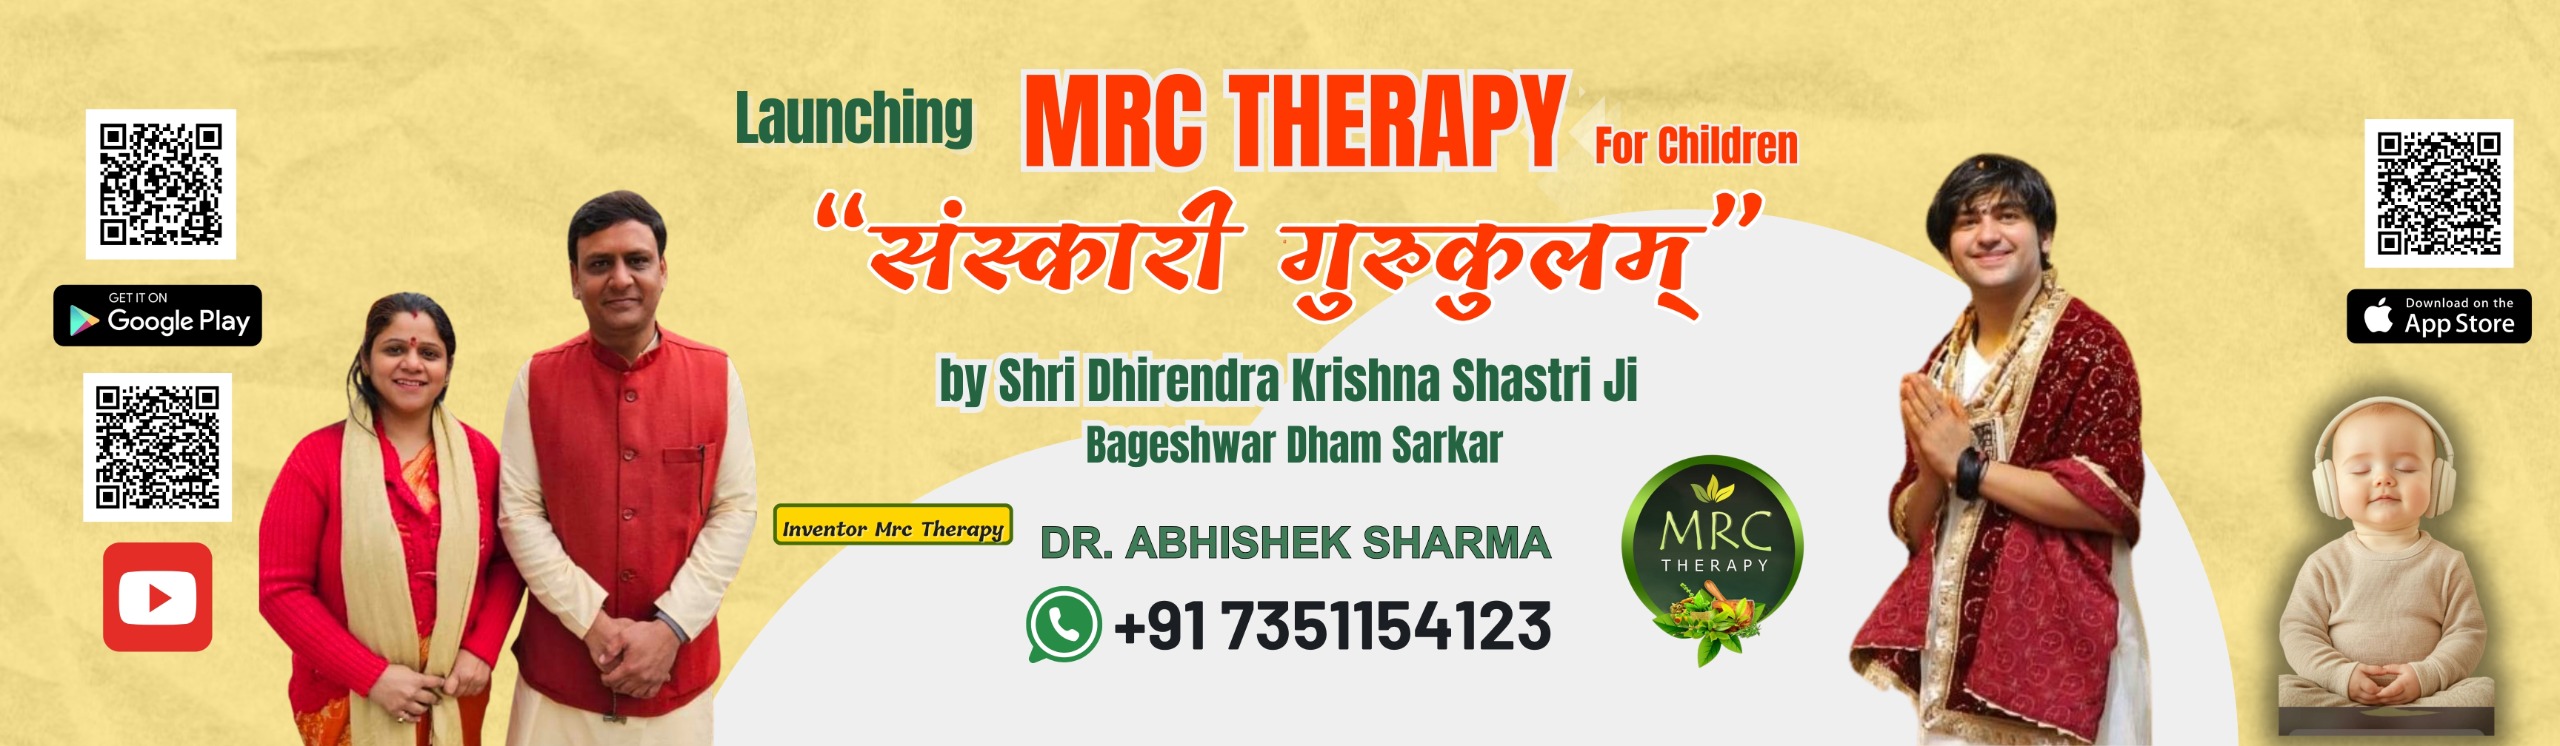 Launching MRC THERAPY For Children
“संस्कारी गुरुकुलम्”
by Shri Dhirendra Krishna Shastri Ji
Bageshwar Dham Sarkar
Inventor Mrc Therapy
DR. ABHISHEK SHARMA
+91 7351154123
MRC
THERAPY
GET IT ON
Google Play
Download on the
App Store